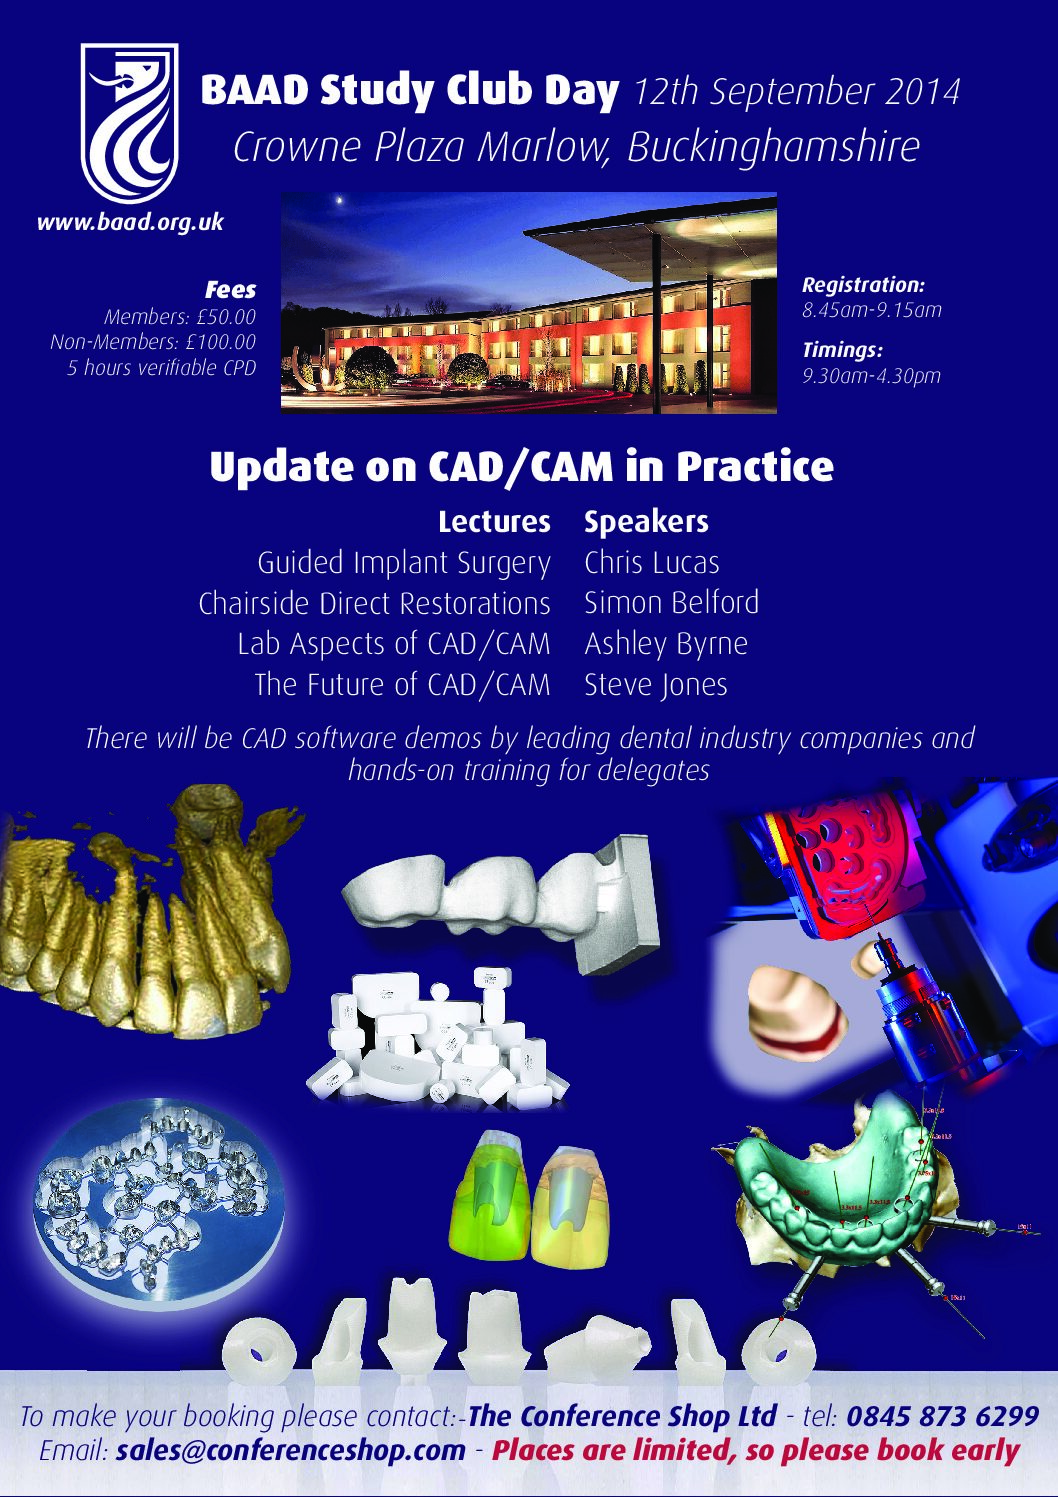 BAAD Study Club Day 12th September 2014
Crowne Plaza Marlow, Buckinghamshire
www.baad.org.uk
Fees
Members: £50.00
Non-Members: £100.00
5 hours verifiable CPD
Registration:
8.45am-9.15am
Timings:
9.30am-4.30pm
Update on CAD/CAM in Practice
Lectures Speakers
Guided Implant Surgery Chris Lucas
Chairside Direct Restorations Simon Belford
Lab Aspects of CAD/CAM Ashley Byrne
The Future of CAD/CAM Steve Jones
There will be CAD software demos by leading dental industry companies and
hands-on training for delegates
To make your booking please contact:-The Conference Shop Ltd - tel: 0845 873 6299
Email: sales@conferenceshop.com - Places are limited, so please book early